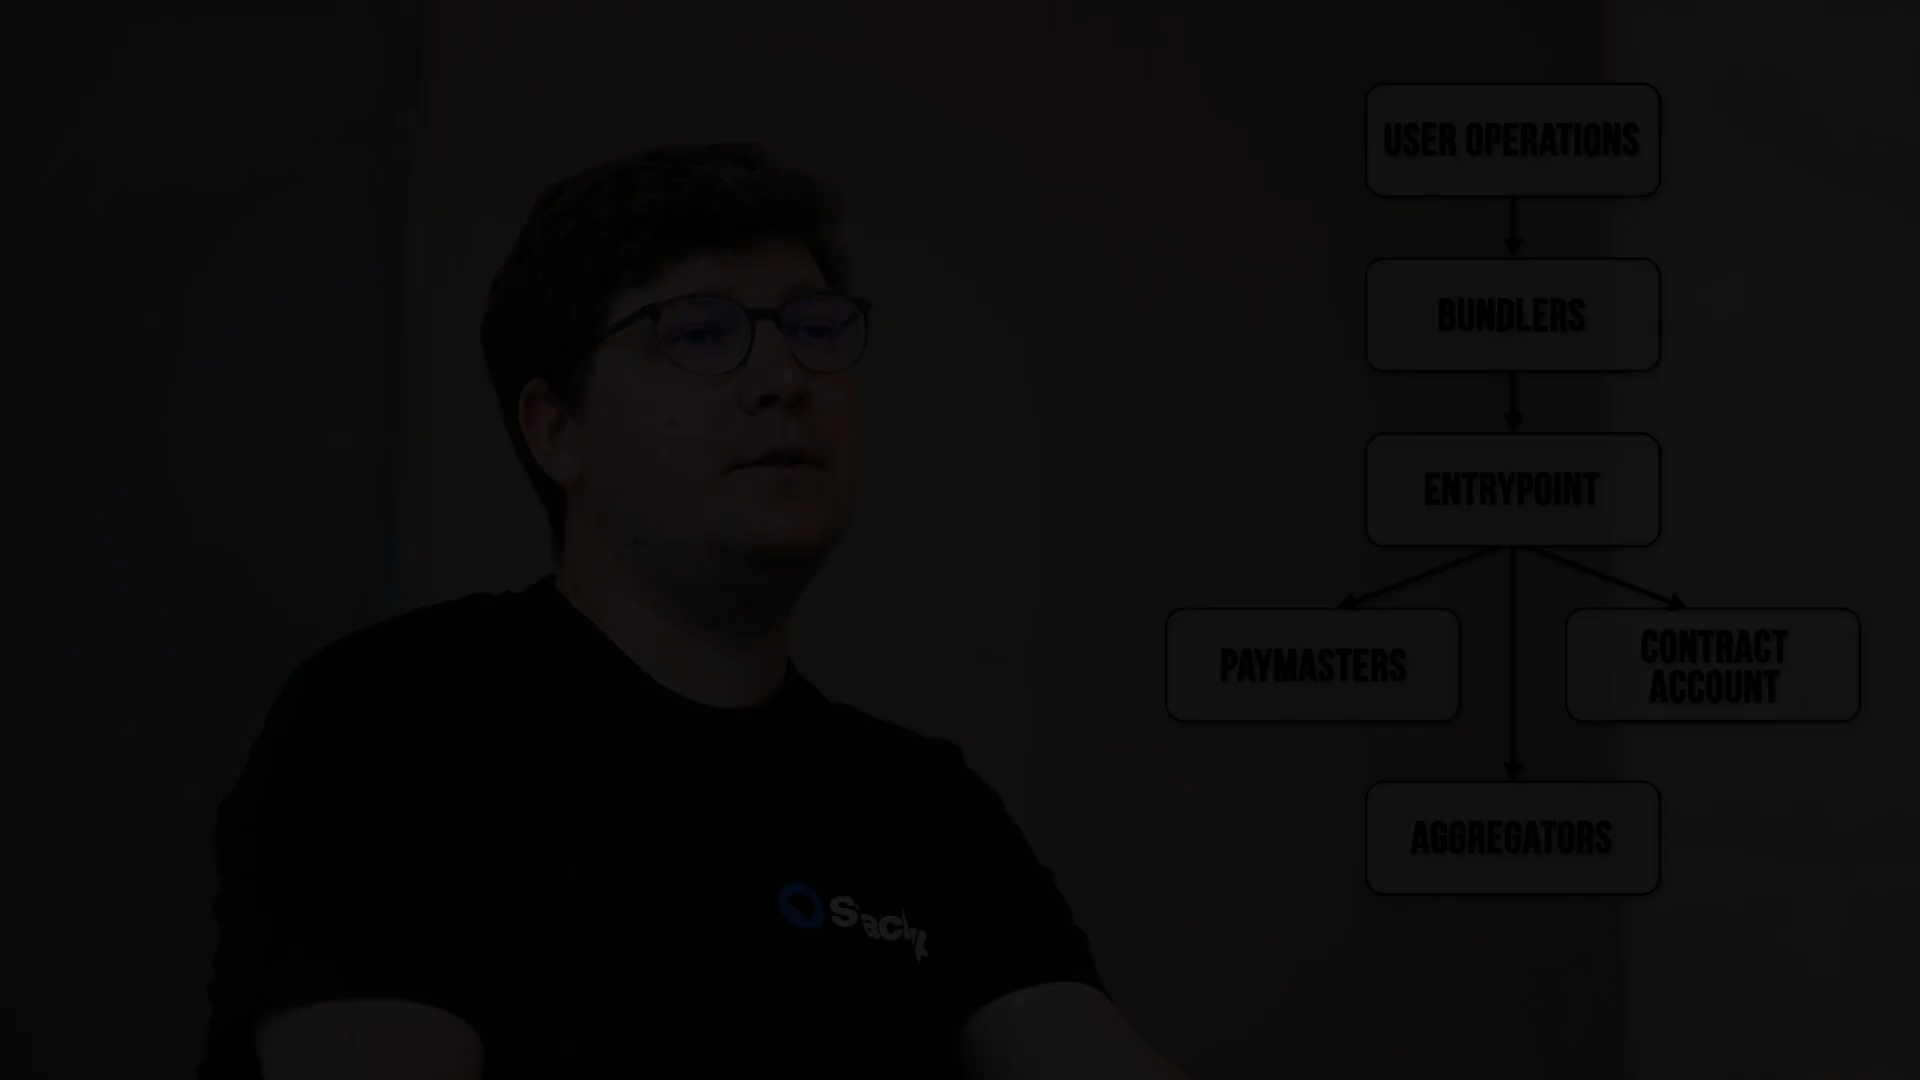 USER OPERATIONS
BUNDLERS
ENTRYPOINT
PAYMASTERS
CONTRACT
ACCOUNT
AGGREGATORS